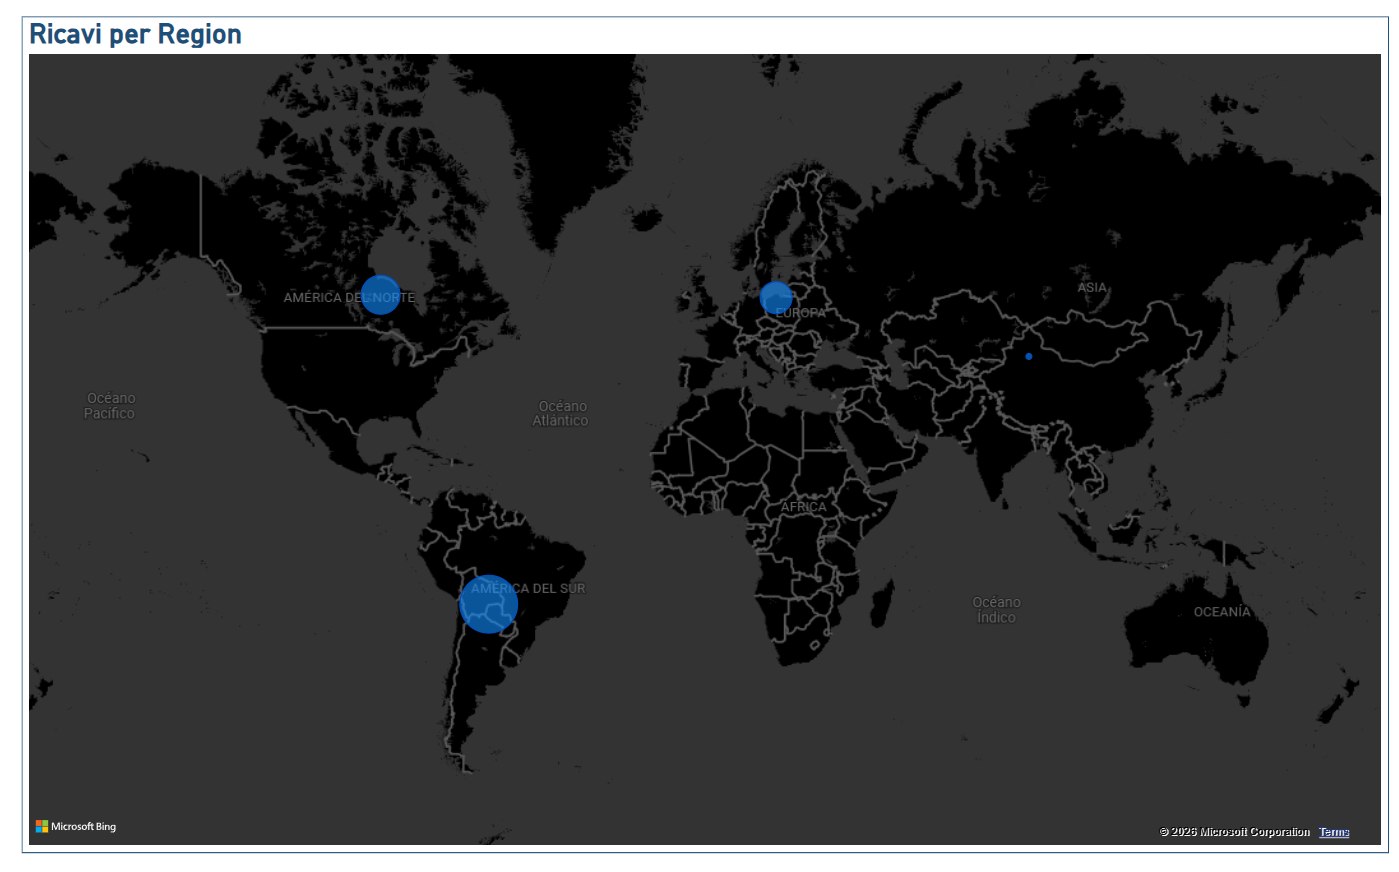 Ricavi per Region
AMÉRICA DEL NORTE
EUROPA
ASIA
Océano
Pacífico
Océano
Atlántico
ÁFRICA
AMÉRICA DEL SUR
Océano
Índico
OCEANÍA
Microsoft Bing
© 2026 Microsoft Corporation Terms